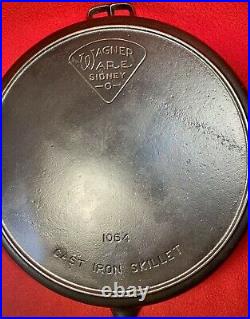 WAGNER
WARE
SIDNEY
-O-
1064
CAST IRON SKILLET